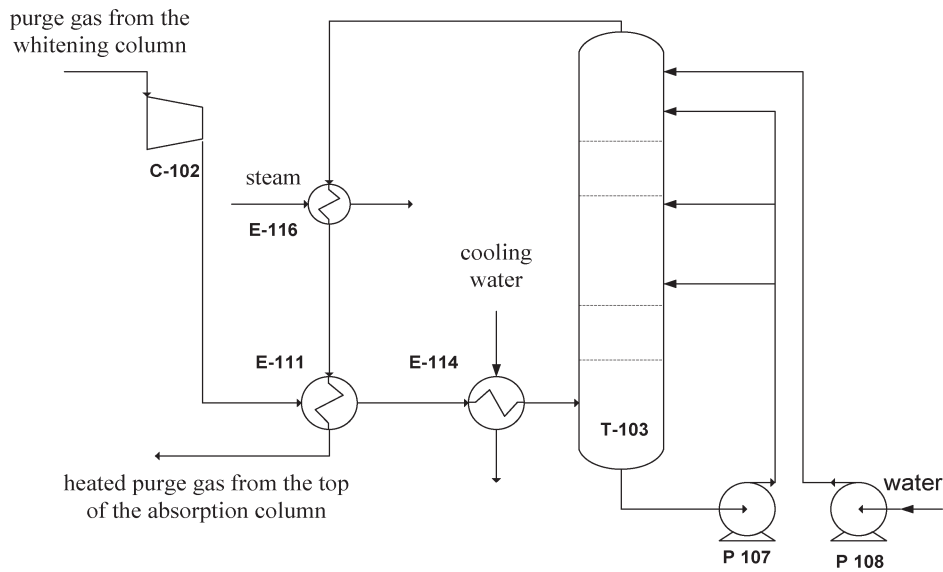 purge gas from the
whitening column
C-102
steam
E-116
cooling
water
E-111
E-114
T-103
heated purge gas from the top
of the absorption column
water
P 107
P 108